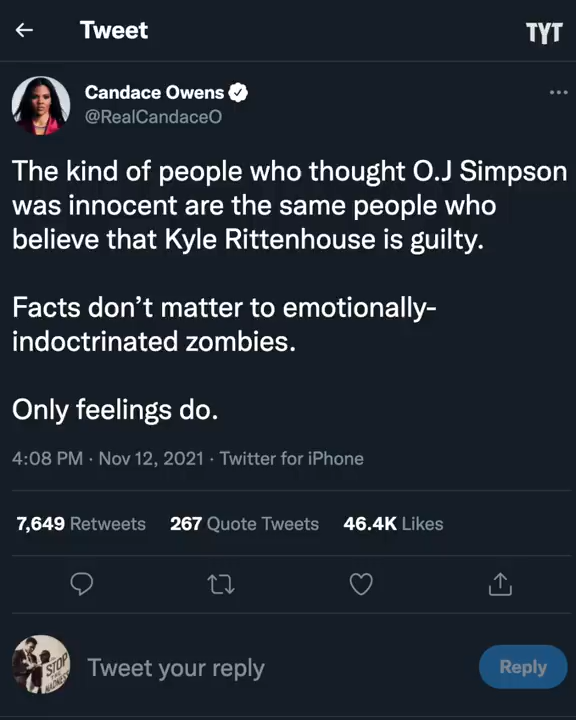 Tweet
TYT
Candace Owens
@RealCandaceO
The kind of people who thought O.J Simpson
was innocent are the same people who
believe that Kyle Rittenhouse is guilty.
Facts don’t matter to emotionally-
indoctrinated zombies.
Only feelings do.
4:08 PM · Nov 12, 2021 · Twitter for iPhone
7,649 Retweets 267 Quote Tweets 46.4K Likes
STOP
MADNESS
Tweet your reply
Reply